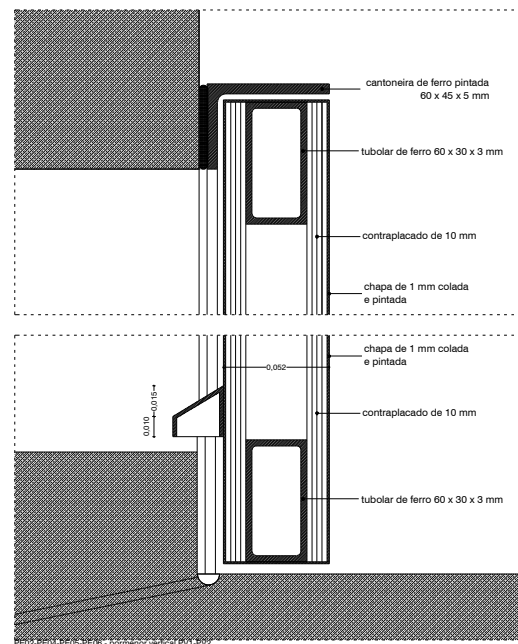 cantoneira de ferro pintada
60 x 45 x 5 mm
tubolar de ferro 60 x 30 x 3 mm
contraplacado de 10 mm
chapa de 1 mm colada
e pintada
chapa de 1 mm colada
e pintada
0,052
0,015
0,010
contraplacado de 10 mm
tubolar de ferro 60 x 30 x 3 mm